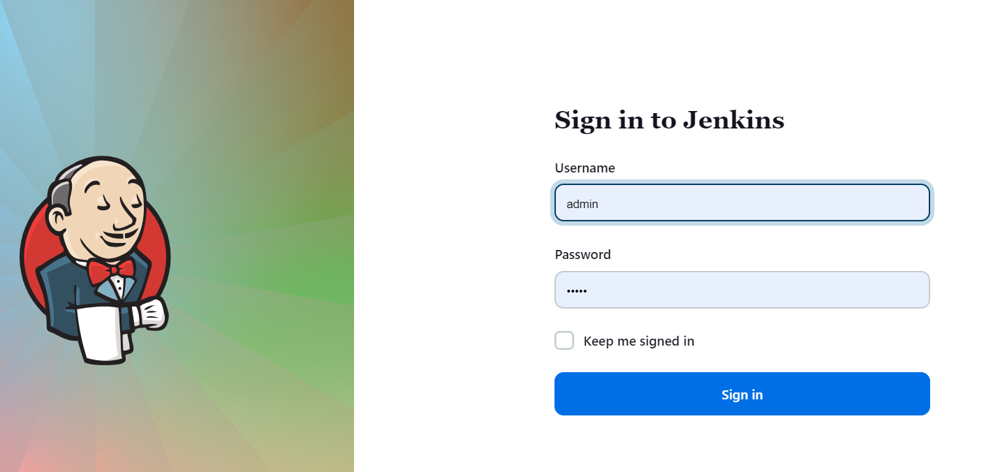 Sign in to Jenkins
Username
admin
Password
•••••
Keep me signed in
Sign in